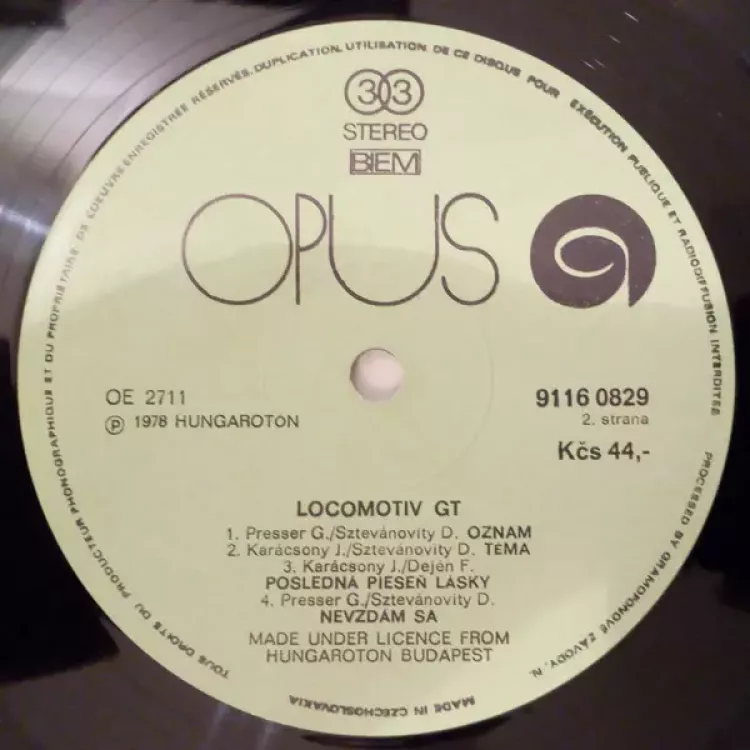 TOUS DROITS DU PRODUCTEUR PHONOGRAPHIQUE ET DU PROPRIÉTAIRE DE L'OEUVRE ENREGISTRÉE RÉSERVÉS. DUPLICATION, UTILISATION DE CE DISQUE POUR EXÉCUTION PUBLIQUE ET RADIODIFFUSION INTERDITES
PROCESSED BY GRAMOFONOVÉ ZÁVODY, N.
33
STEREO
BIEM
OPUS
OE 2711
9116 0829
℗ 1978 HUNGAROTON
2. strana
Kčs 44,-
LOCOMOTIV GT
1. Presser G./Sztevánovity D. OZNAM
2. Karácsony J./Sztevánovity D. TÉMA
3. Karácsony J./Dején F.
POSLEDNÁ PIESEŇ LÁSKY
4. Presser G./Sztevánovity D.
NEVZDÁM SA
MADE UNDER LICENCE FROM
HUNGAROTON BUDAPEST
MADE IN CZECHOSLOVAKIA